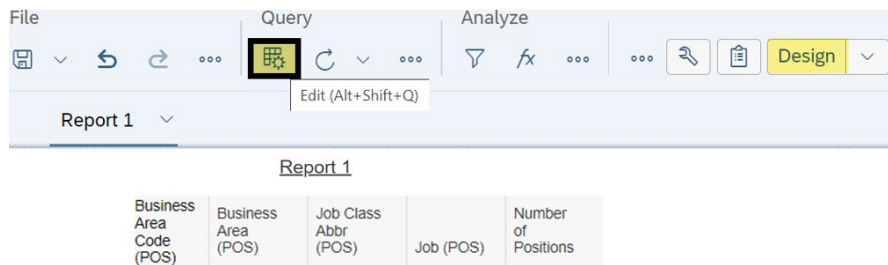 File Query Analyze
fx Design
Edit (Alt+Shift+Q)
Report 1
Report 1
Business Area Code (POS)
Business Area (POS)
Job Class Abbr (POS)
Job (POS)
Number of Positions